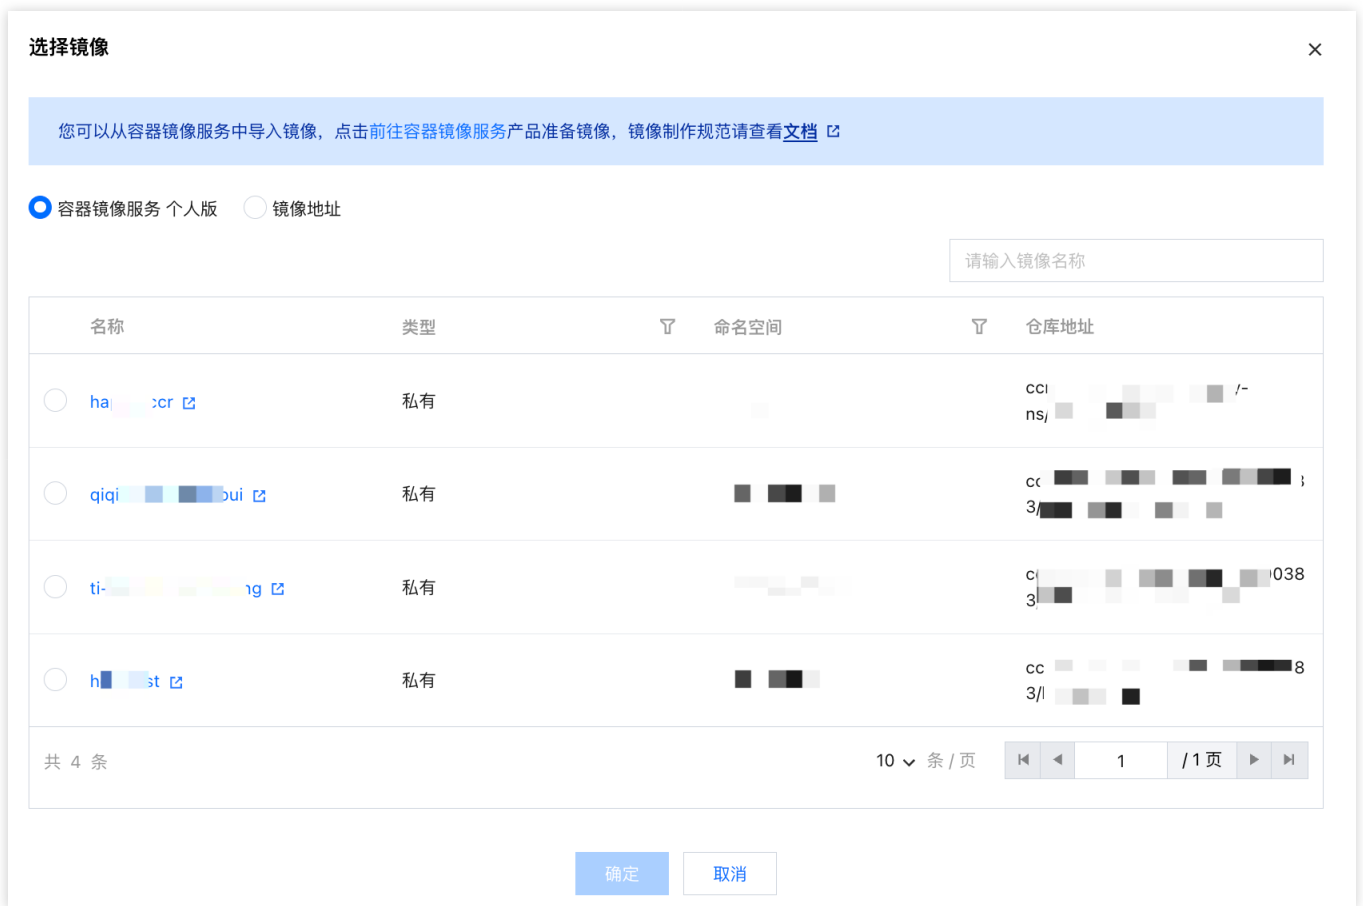 选择镜像
您可以从容器镜像服务中导入镜像，点击前往容器镜像服务产品准备镜像，镜像制作规范请查看文档
容器镜像服务 个人版 镜像地址
请输入镜像名称
名称 类型 命名空间 仓库地址
私有
私有
私有
私有
共 4 条 10 条 / 页 1 / 1 页
确定 取消